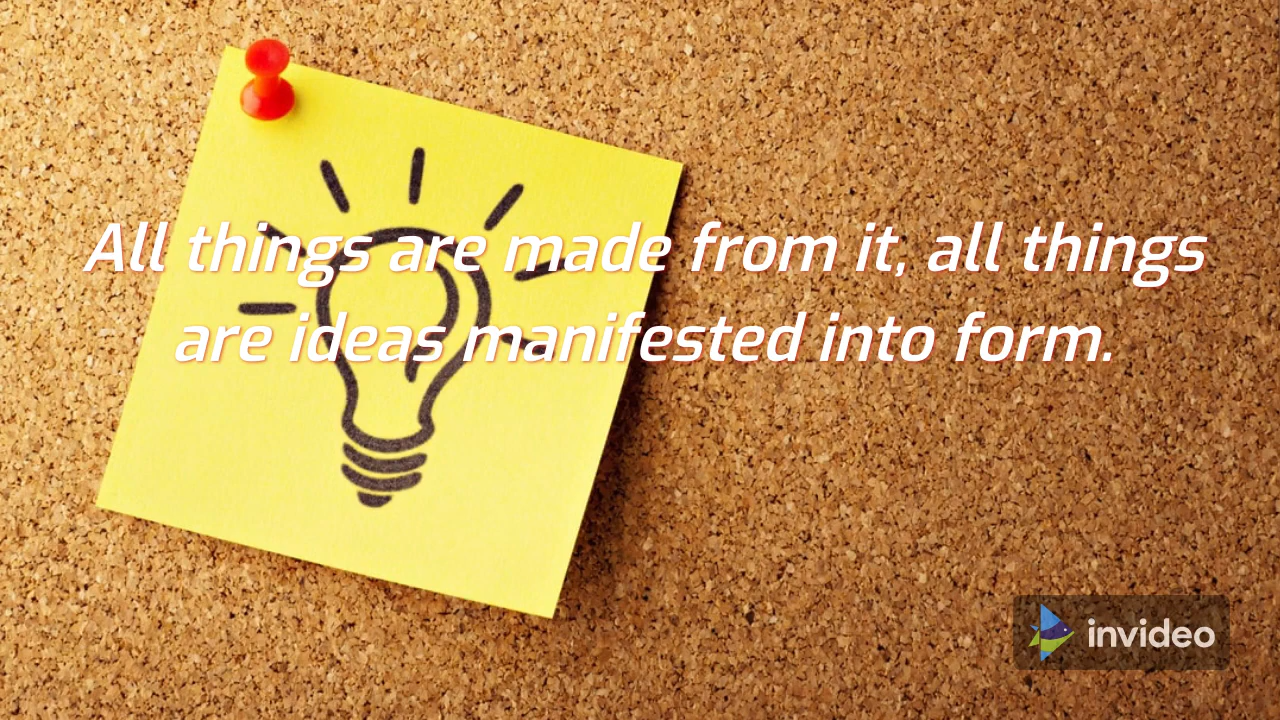 All things are made from it, all things
are ideas manifested into form.
invideo